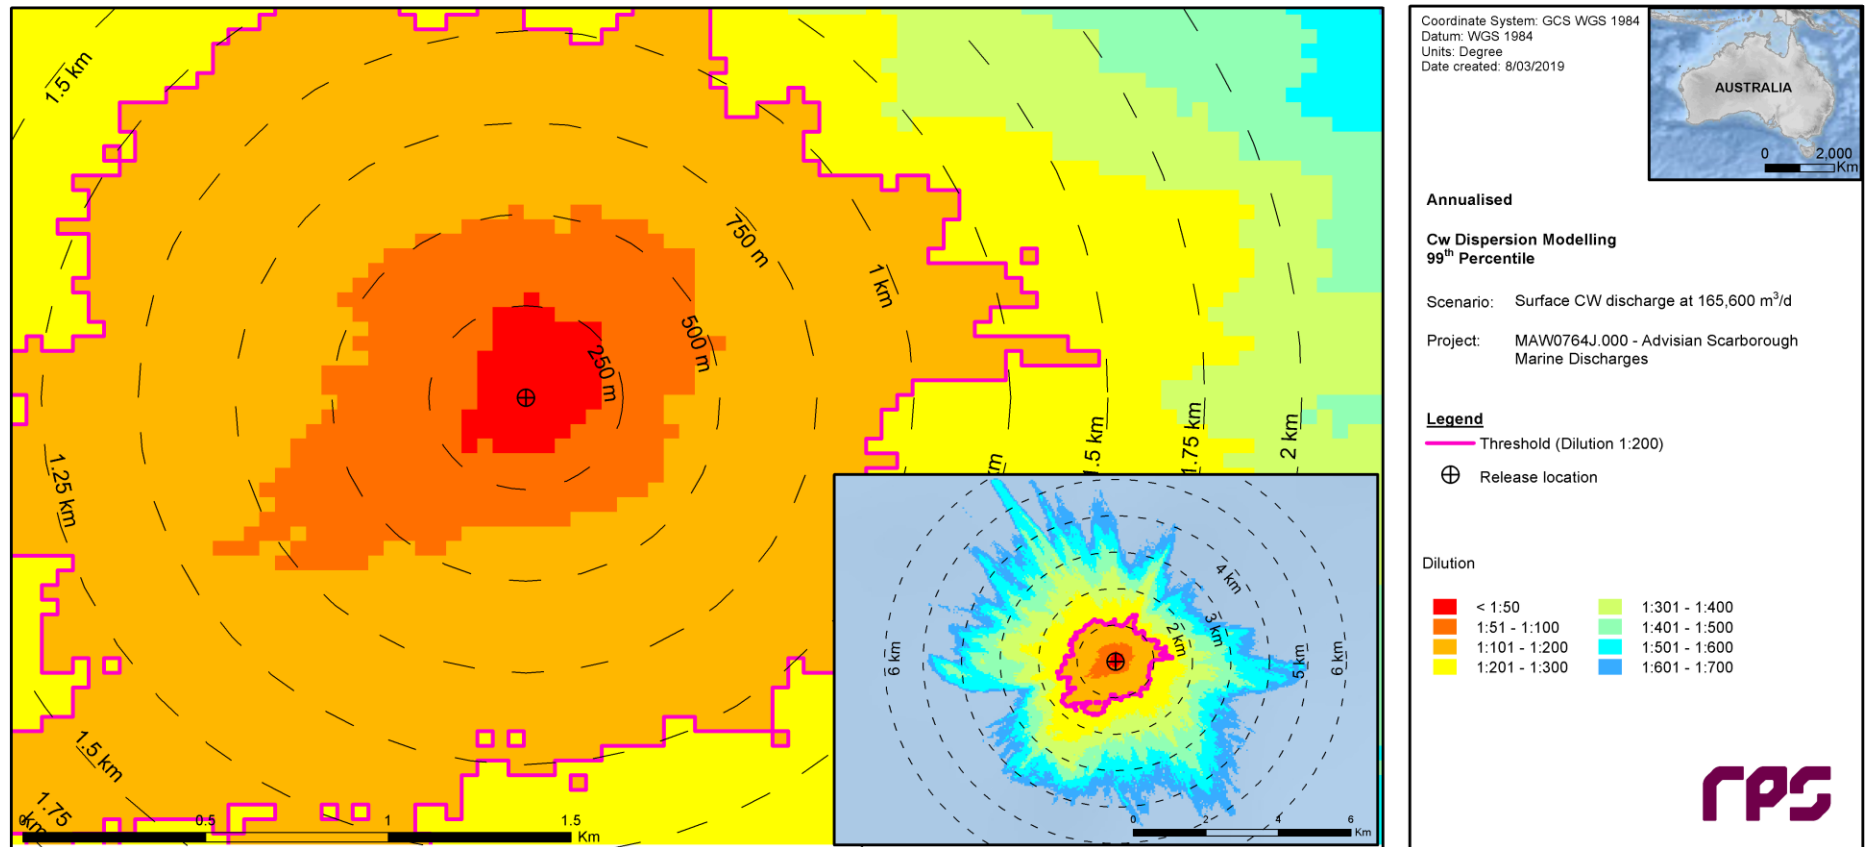 1.5 km
750 m
1 km
500 m
250 m
1.25 km
1.5 km
1.75 km
2 km
1.5 km
1.75
km
0
0.5
1
1.5
Km
4 km
3 km
2 km
6 km
5 km
6 km
0
2
4
6
Km
Coordinate System: GCS WGS 1984
Datum: WGS 1984
Units: Degree
Date created: 8/03/2019
AUSTRALIA
0
2,000
Km
Annualised
Cw Dispersion Modelling
99th Percentile
Scenario: Surface CW discharge at 165,600 m³/d
Project: MAW0764J.000 - Advisian Scarborough
Marine Discharges
Legend
Threshold (Dilution 1:200)
Release location
Dilution
< 1:50
1:51 - 1:100
1:101 - 1:200
1:201 - 1:300
1:301 - 1:400
1:401 - 1:500
1:501 - 1:600
1:601 - 1:700
rps